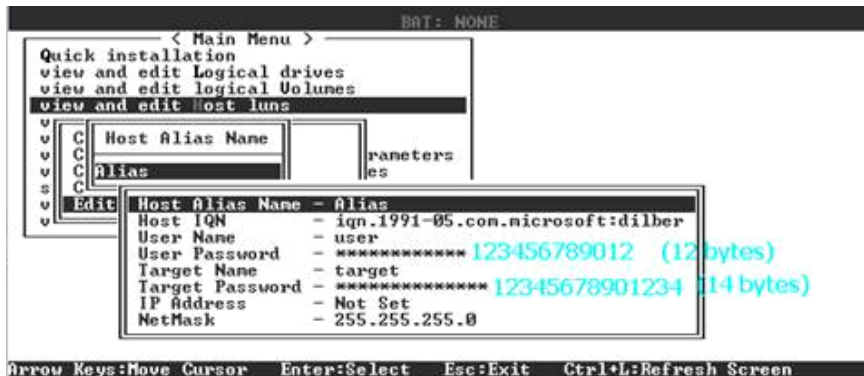 BAT: NONE
< Main Menu >
Quick installation
view and edit Logical drives
view and edit logical Volumes
view and edit Host luns
v
v C Host Alias Name
v C rameters
v C Alias es
s C
v Edit Host Alias Name - Alias
v Host IQN - iqn.1991-05.com.microsoft:dilber
User Name - user
User Password - ************ 123456789012 (12 bytes)
Target Name - target
Target Password - ************** 12345678901234 (14 bytes)
IP Address - Not Set
NetMask - 255.255.255.0
Arrow Keys:Move Cursor Enter:Select Esc:Exit Ctrl+L:Refresh Screen